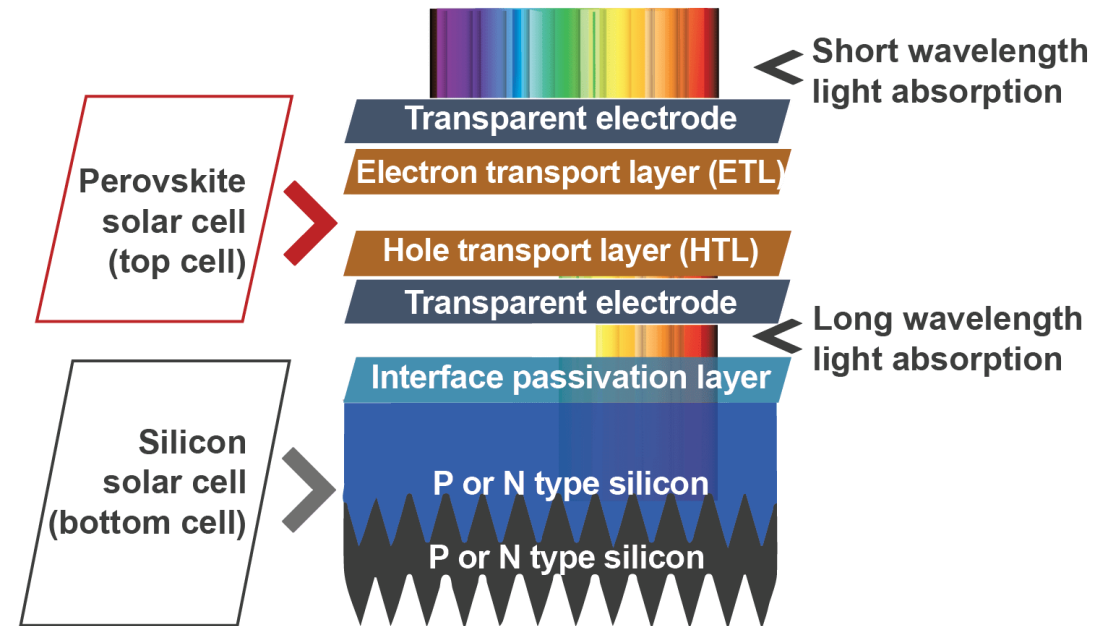 Short wavelength
light absorption
Transparent electrode
Electron transport layer (ETL)
Perovskite
solar cell
(top cell)
Hole transport layer (HTL)
Transparent electrode
Long wavelength
light absorption
Interface passivation layer
Silicon
solar cell
(bottom cell)
P or N type silicon
P or N type silicon